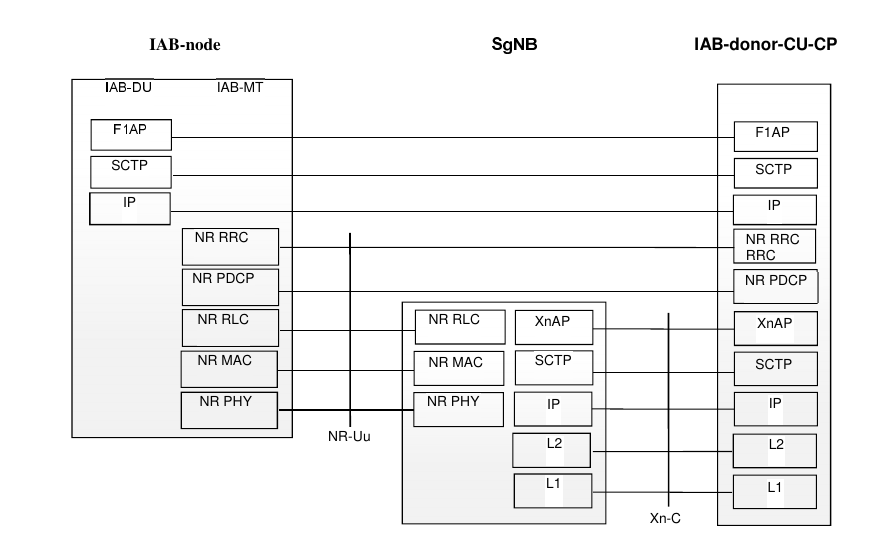 IAB-node
SgNB
IAB-donor-CU-CP
IAB-DU
IAB-MT
F1AP
F1AP
SCTP
SCTP
IP
IP
NR RRC
NR RRC
RRC
NR PDCP
NR PDCP
NR RLC
NR RLC
XnAP
XnAP
NR MAC
NR MAC
SCTP
SCTP
NR PHY
NR PHY
IP
IP
NR-Uu
L2
L2
L1
L1
Xn-C